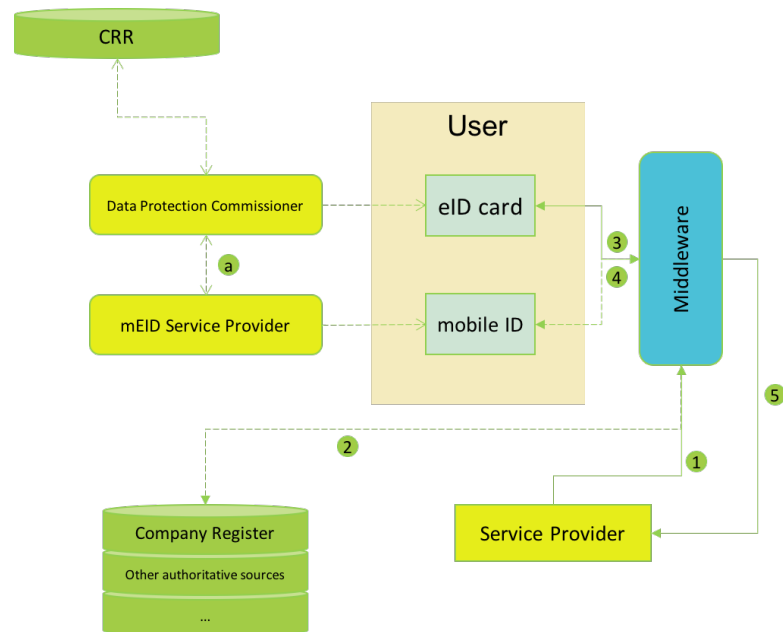 CRR
User
Data Protection Commissioner
eID card
Middleware
3
a
4
mEID Service Provider
mobile ID
5
2
1
Company Register
Service Provider
Other authoritative sources
...